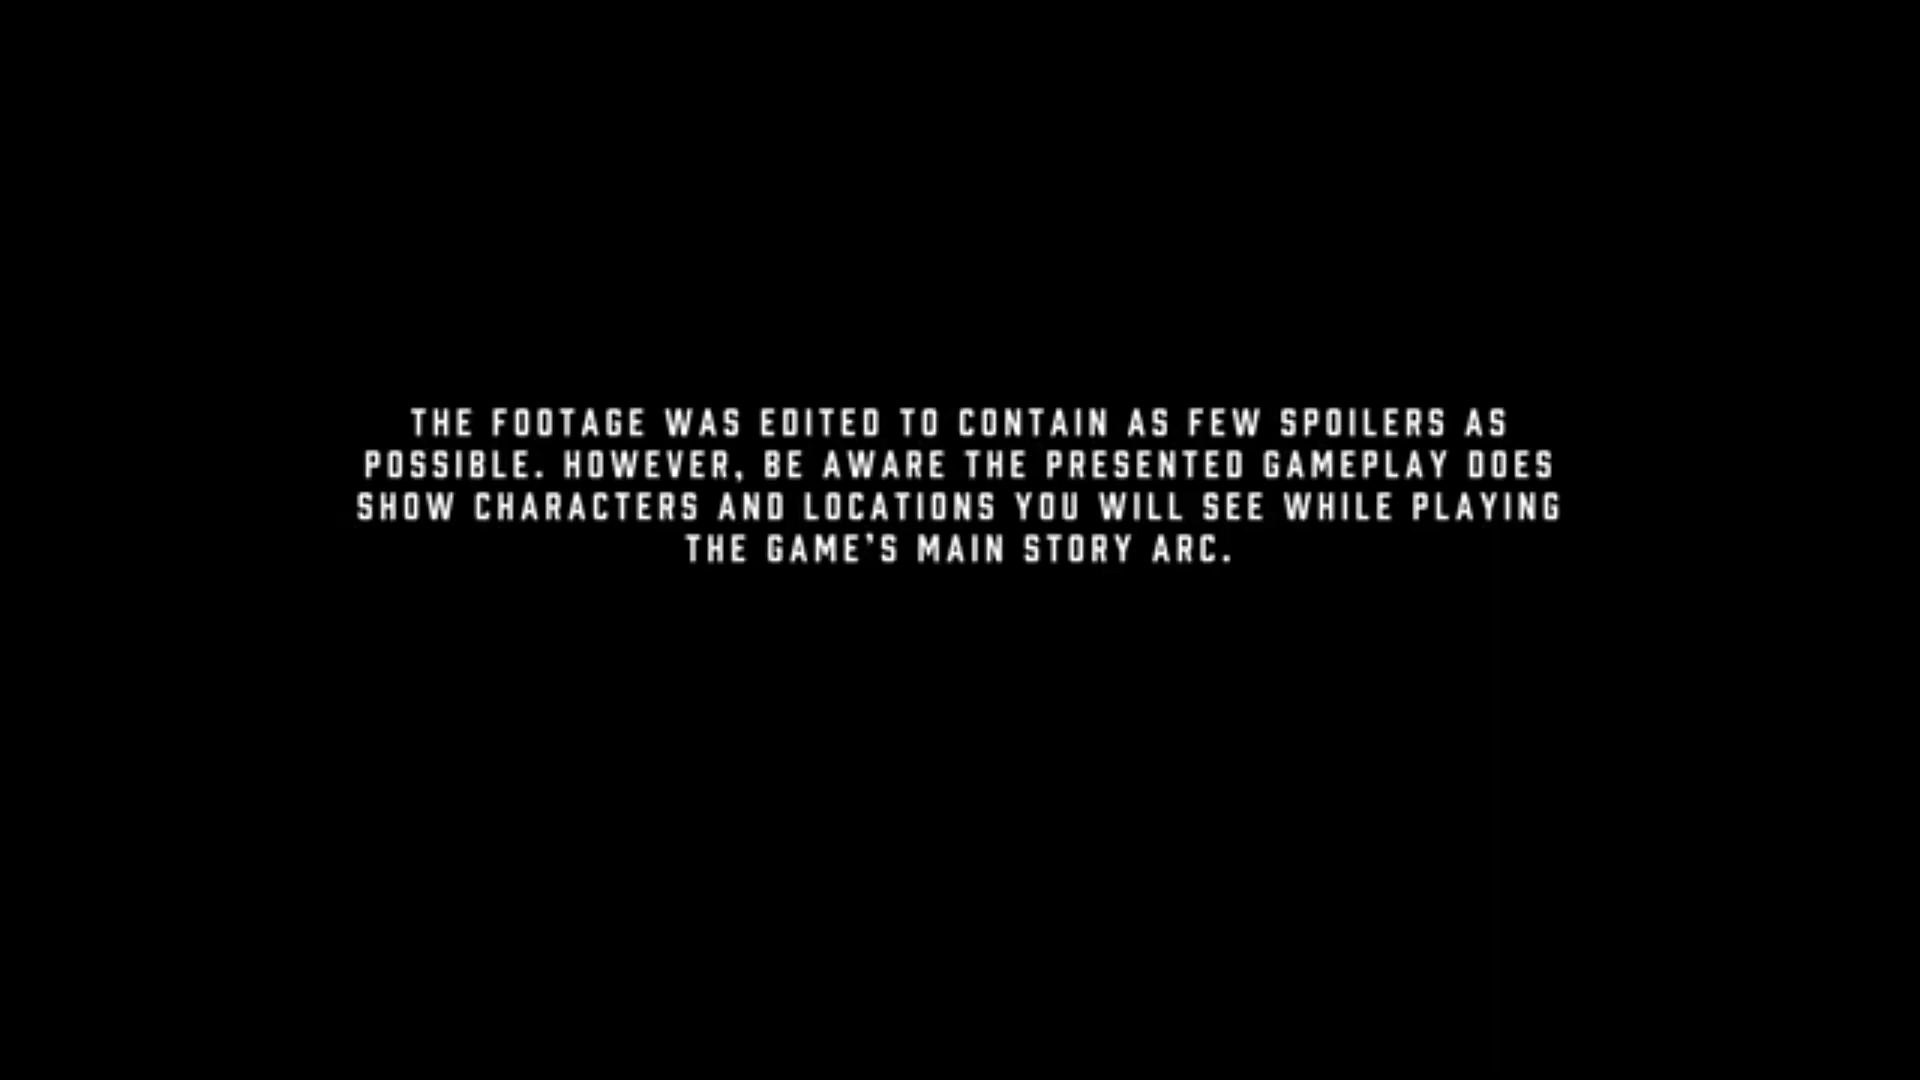 THE FOOTAGE WAS EDITED TO CONTAIN AS FEW SPOILERS AS
POSSIBLE. HOWEVER, BE AWARE THE PRESENTED GAMEPLAY DOES
SHOW CHARACTERS AND LOCATIONS YOU WILL SEE WHILE PLAYING
THE GAME'S MAIN STORY ARC.